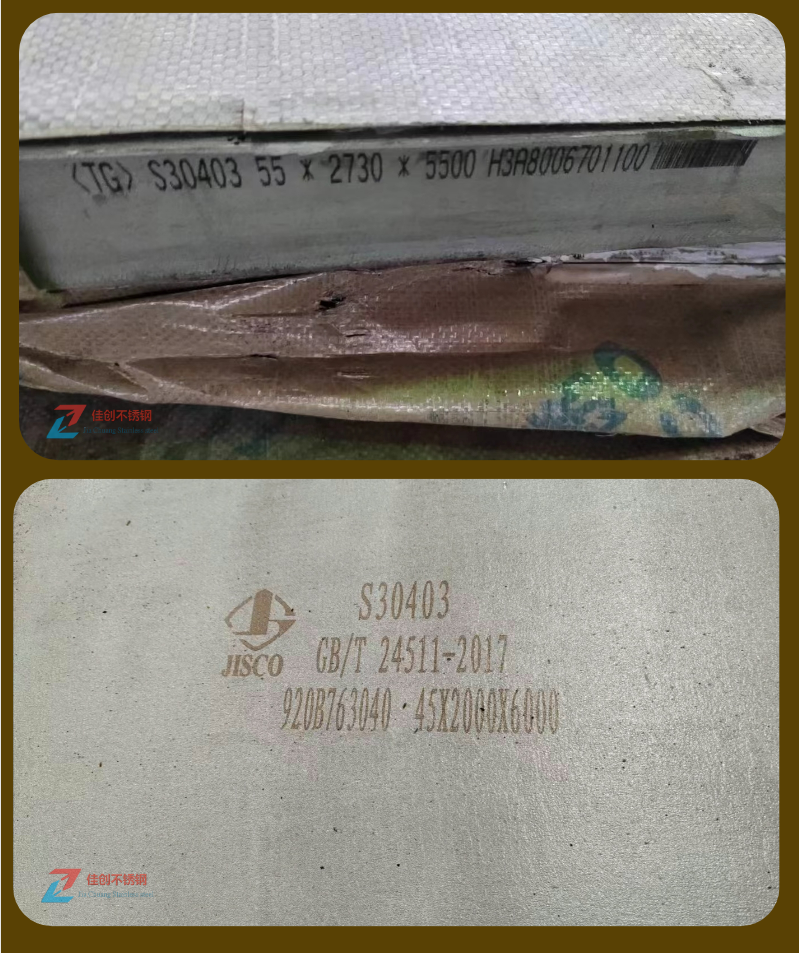 <TG> S30403 55 * 2730 * 5500 H3A8006701100
佳创不锈钢
S30403
JISCO
GB/T 24511-2017
920B763040 · 45X2000X6000
佳创不锈钢